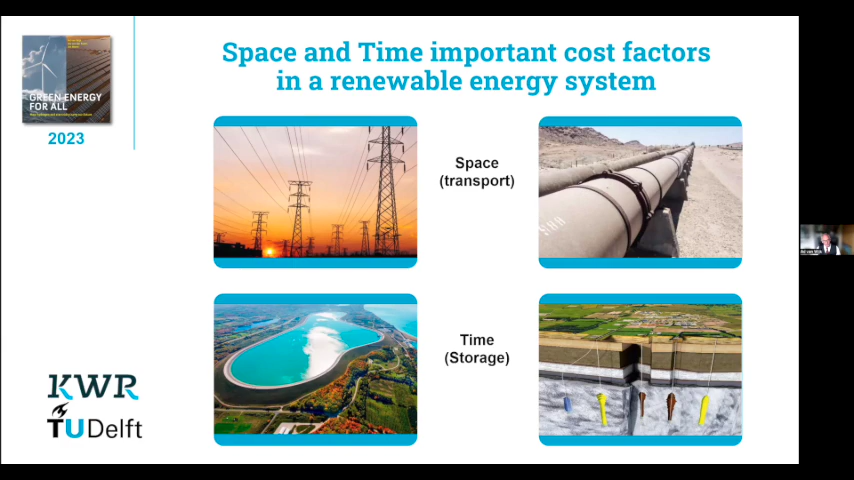 GREEN ENERGY
FOR ALL
2023
Space and Time important cost factors
in a renewable energy system
Space
(transport)
Time
(Storage)
KWR
TUDelft